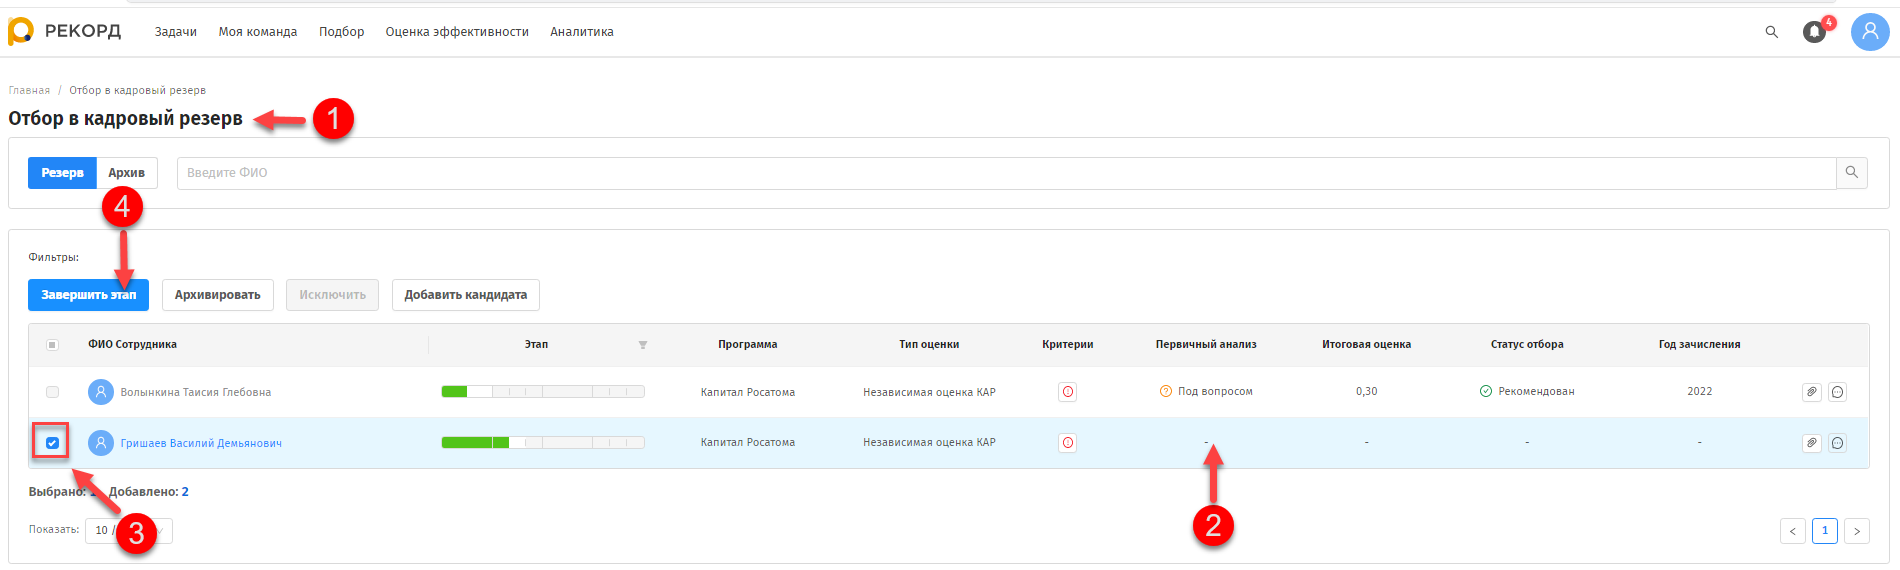 РЕКОРД Задачи Моя команда Подбор Оценка эффективности Аналитика 4
Главная / Отбор в кадровый резерв
Отбор в кадровый резерв 1
Резерв Архив Введите ФИО
4
Фильтры:
Завершить этап Архивировать Исключить Добавить кандидата
ФИО Сотрудника Этап Программа Тип оценки Критерии Первичный анализ Итоговая оценка Статус отбора Год зачисления
Волынкина Таисия Глебовна Капитал Росатома Независимая оценка КАР Под вопросом 0,30 Рекомендован 2022
Гришаев Василий Демьянович Капитал Росатома Независимая оценка КАР - - - -
Выбрано: Добавлено: 2
Показать: 10 / 3 2 < 1 >